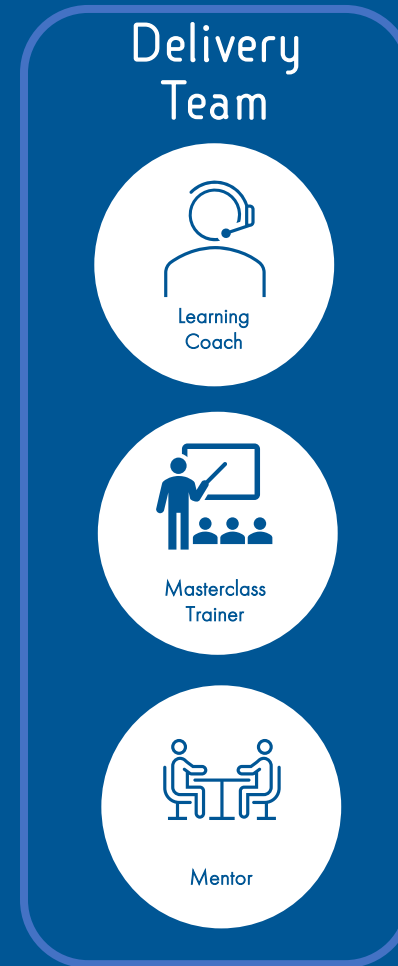 Delivery
Team
Learning
Coach
Masterclass
Trainer
Mentor